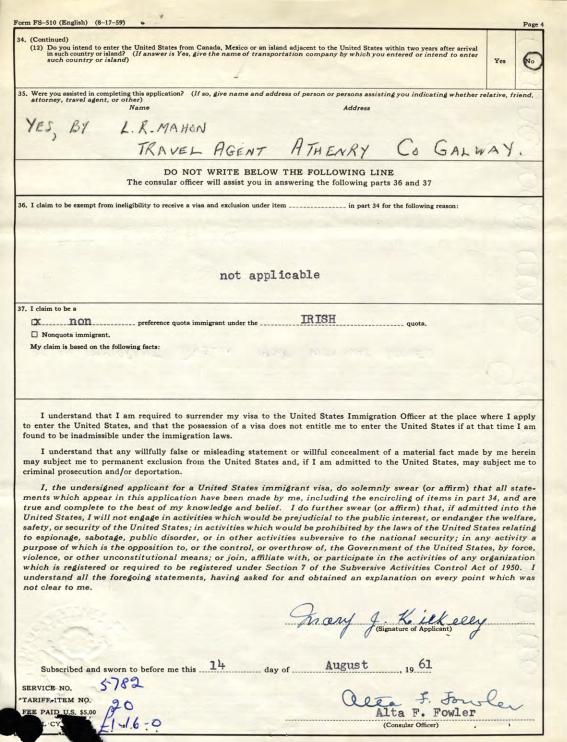 Form FS-510 (English) (8-17-59)
Page 4
34. (Continued)
(12) Do you intend to enter the United States from Canada, Mexico or an island adjacent to the United States within two years after arrival
in such country or island? (If answer is Yes, give name of transportation company by which you entered or intend to enter
such country or island)
Yes
No
35. Were you assisted in completing this application? (If so, give name and address of person or persons assisting you indicating whether relative, friend,
attorney, travel agent, or other)
Name Address
YES, BY L.R. MAHON
TRAVEL AGENT ATHENRY Co GALWAY.
DO NOT WRITE BELOW THE FOLLOWING LINE
The consular officer will assist you in answering the following parts 36 and 37
36. I claim to be exempt from ineligibility to receive a visa and exclusion under item ______________ in part 34 for the following reason:
not applicable
37. I claim to be a
x non preference quota immigrant under the IRISH quota.
☐ Nonquota immigrant.
My claim is based on the following facts:
I understand that I am required to surrender my visa to the United States Immigration Officer at the place where I apply
to enter the United States, and that the possession of a visa does not entitle me to enter the United States if at that time I am
found to be inadmissible under the immigration laws.
I understand that any willfully false or misleading statement or willful concealment of a material fact made by me herein
may subject me to permanent exclusion from the United States and, if I am admitted to the United States, may subject me to
criminal prosecution and/or deportation.
I, the undersigned applicant for a United States immigrant visa, do solemnly swear (or affirm) that all state-
ments which appear in this application have been made by me, including the encircling of items in part 34, and are
true and complete to the best of my knowledge and belief. I do further swear (or affirm) that, if admitted into the
United States, I will not engage in activities which would be prejudicial to the public interest, or endanger the welfare,
safety, or security of the United States; in activities which would be prohibited by the laws of the United States relating
to espionage, sabotage, public disorder, or in other activities subversive to the national security; in any activity a
purpose of which is the opposition to, or the control, or overthrow of, the Government of the United States, by force,
violence, or other unconstitutional means; or join, affiliate with, or participate in the activities of any organization
which is registered or required to be registered under Section 7 of the Subversive Activities Control Act of 1950. I
understand all the foregoing statements, having asked for and obtained an explanation on every point which was
not clear to me.
Mary J. Kilkelly
(Signature of Applicant)
Subscribed and sworn to before me this 14 day of August, 19 61
SERVICE NO. 5782
TARIFF ITEM NO. 20
FEE PAID U.S. $5.00
L CY £1-16-0
Alta F. Fowler
Alta F. Fowler
(Consular Officer)